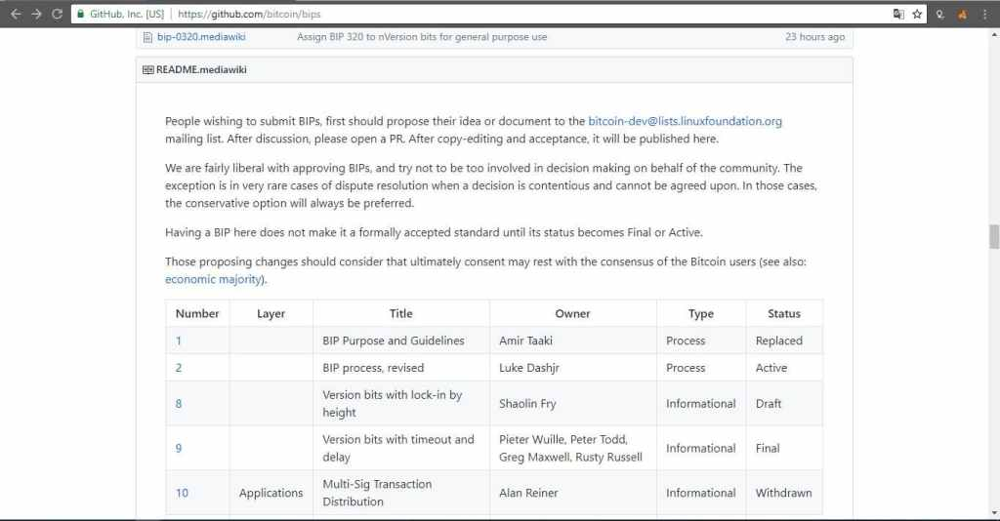 GitHub, Inc. [US] | https://github.com/bitcoin/bips
bip-0320.mediawiki Assign BIP 320 to nVersion bits for general purpose use 23 hours ago
README.mediawiki
People wishing to submit BIPs, first should propose their idea or document to the bitcoin-dev@lists.linuxfoundation.org
mailing list. After discussion, please open a PR. After copy-editing and acceptance, it will be published here.
We are fairly liberal with approving BIPs, and try not to be too involved in decision making on behalf of the community. The
exception is in very rare cases of dispute resolution when a decision is contentious and cannot be agreed upon. In those cases,
the conservative option will always be preferred.
Having a BIP here does not make it a formally accepted standard until its status becomes Final or Active.
Those proposing changes should consider that ultimately consent may rest with the consensus of the Bitcoin users (see also:
economic majority).
Number Layer Title Owner Type Status
1 BIP Purpose and Guidelines Amir Taaki Process Replaced
2 BIP process, revised Luke Dashjr Process Active
8 Version bits with lock-in by height Shaolin Fry Informational Draft
9 Version bits with timeout and delay Pieter Wuille, Peter Todd, Greg Maxwell, Rusty Russell Informational Final
10 Applications Multi-Sig Transaction Distribution Alan Reiner Informational Withdrawn